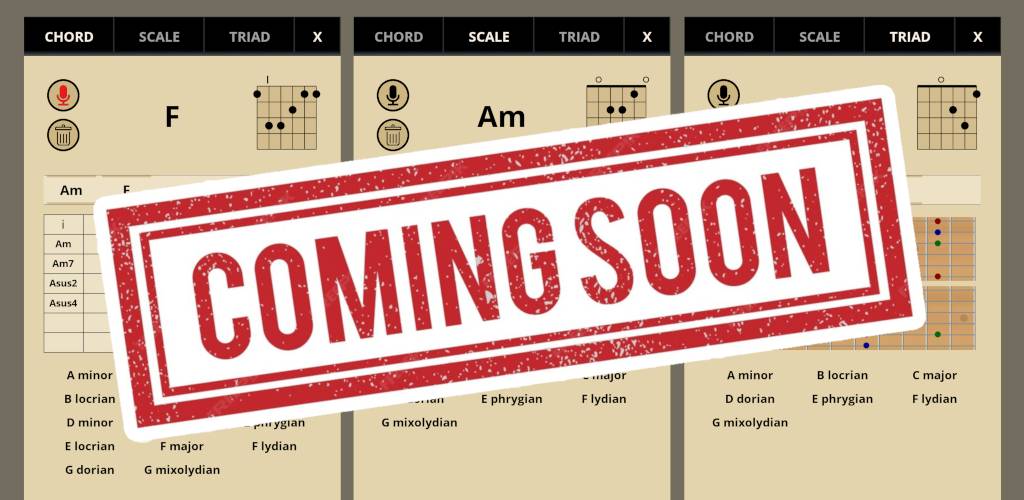 CHORD SCALE TRIAD X
F
Am F
i
Am
Am7
Asus2
Asus4
A minor
B locrian
D minor phrygian
E locrian F major F lydian
G dorian G mixolydian
CHORD SCALE TRIAD X
Am
major
E phrygian F lydian
G mixolydian
CHORD SCALE TRIAD X
A minor B locrian C major
D dorian E phrygian F lydian
G mixolydian
COMING SOON